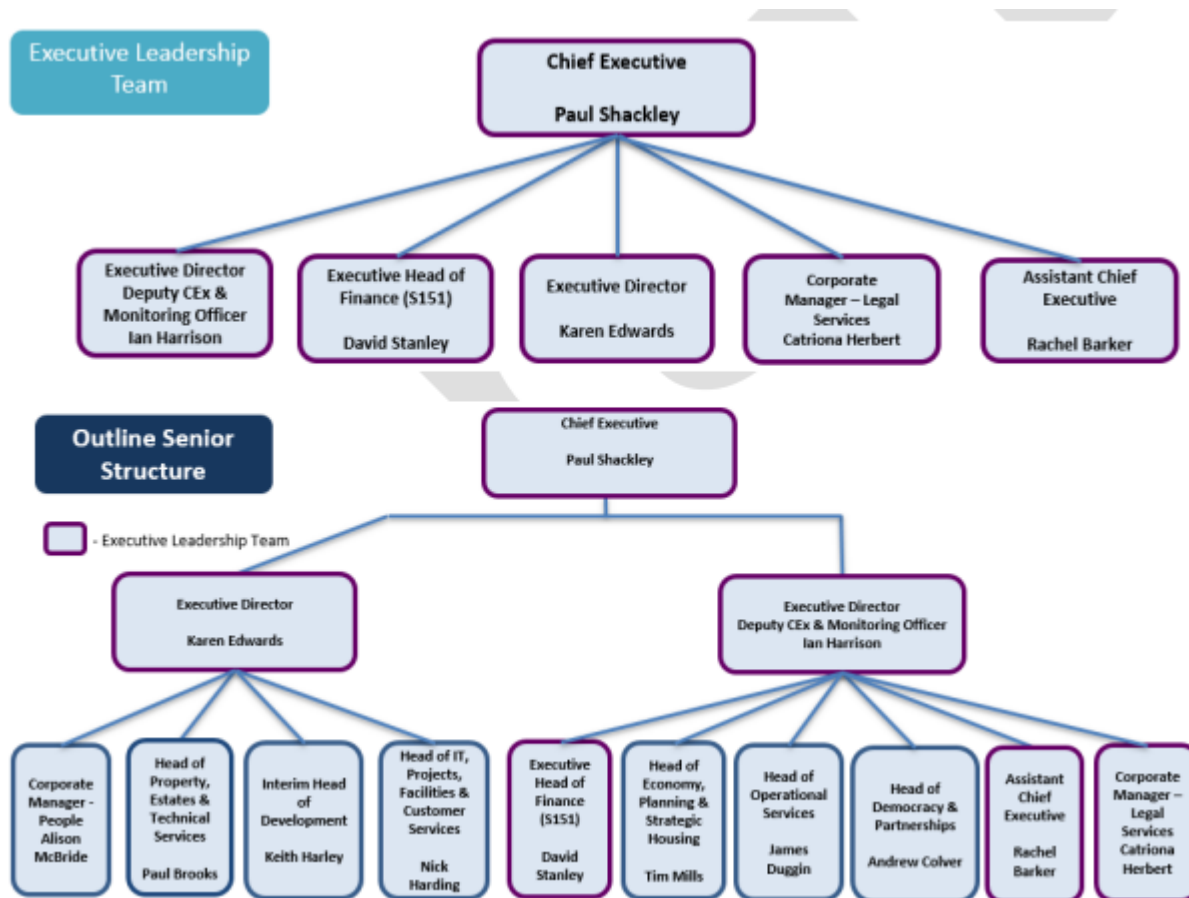 Executive Leadership
Team
Chief Executive
Paul Shackley
Executive Director
Deputy CEx &
Monitoring Officer
Ian Harrison
Executive Head of
Finance (S151)
David Stanley
Executive Director
Karen Edwards
Corporate
Manager – Legal
Services
Catriona Herbert
Assistant Chief
Executive
Rachel Barker
Outline Senior
Structure
Chief Executive
Paul Shackley
- Executive Leadership Team
Executive Director
Karen Edwards
Executive Director
Deputy CEx & Monitoring Officer
Ian Harrison
Corporate
Manager -
People
Alison
McBride
Head of
Property,
Estates &
Technical
Services
Paul Brooks
Interim Head
of
Development
Keith Harley
Head of IT,
Projects,
Facilities &
Customer
Services
Nick
Harding
Executive
Head of
Finance
(S151)
David
Stanley
Head of
Economy,
Planning &
Strategic
Housing
Tim Mills
Head of
Operational
Services
James
Duggin
Head of
Democracy &
Partnerships
Andrew Colver
Assistant
Chief
Executive
Rachel
Barker
Corporate
Manager –
Legal
Services
Catriona
Herbert